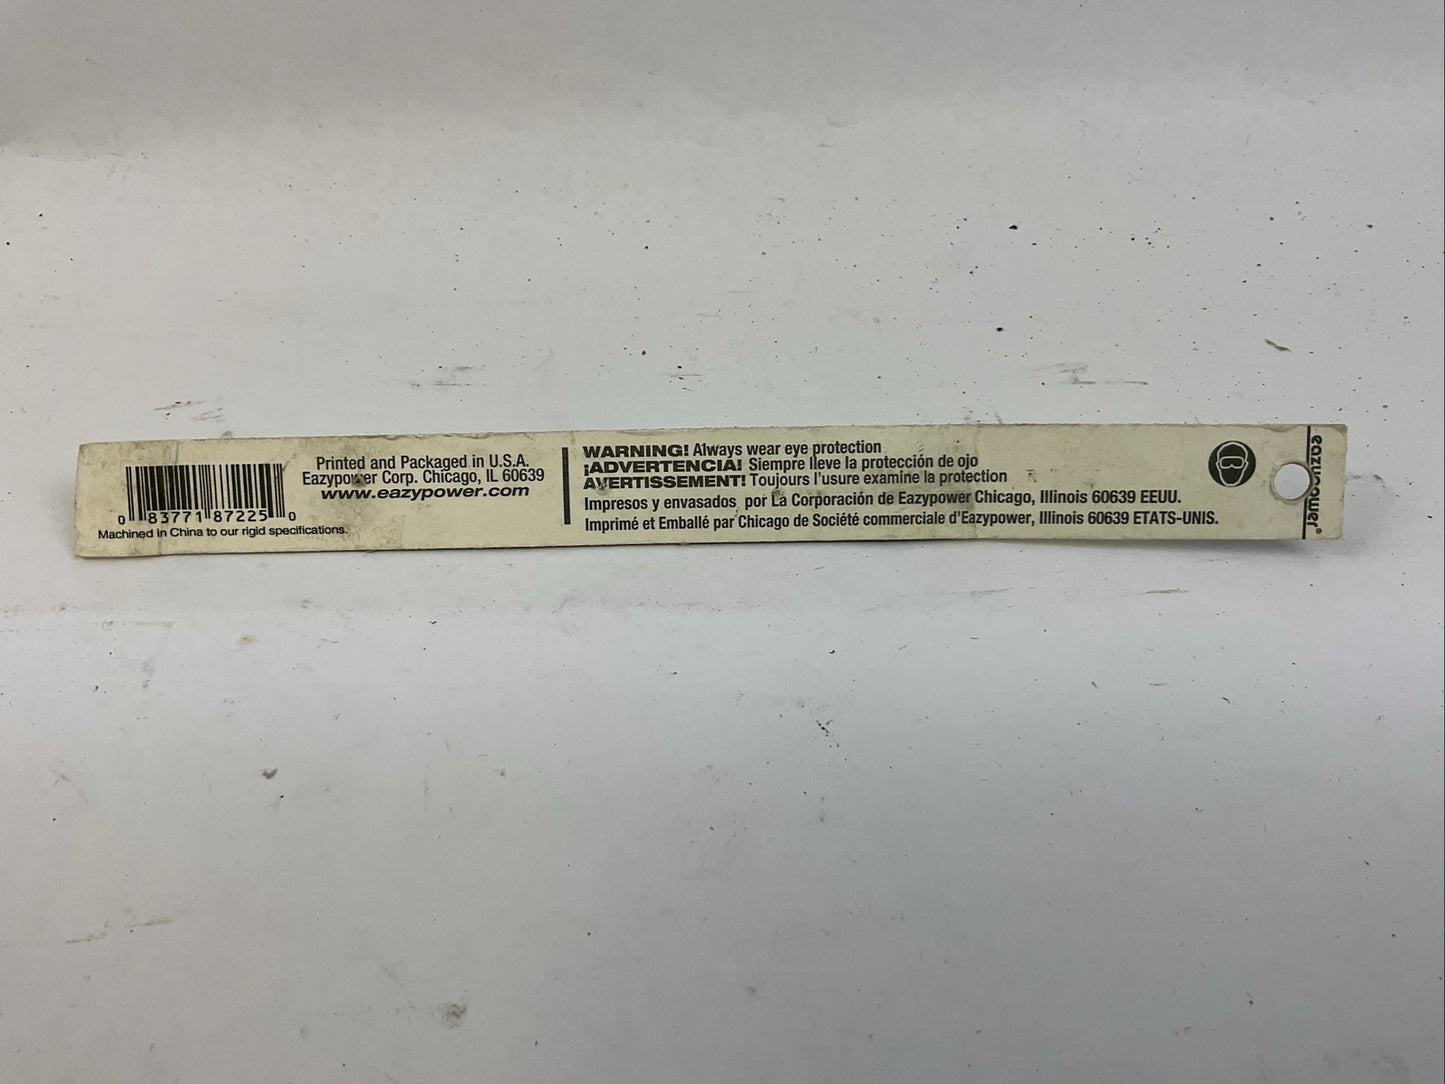 0 83771 87225 0
Machined in China to our rigid specifications.
Printed and Packaged in U.S.A.
Eazypower Corp. Chicago, IL 60639
www.eazypower.com
WARNING! Always wear eye protection
¡ADVERTENCIA! Siempre lleve la protección de ojo
AVERTISSEMENT! Toujours l'usure examine la protection
Impresos y envasados por La Corporación de Eazypower Chicago, Illinois 60639 EEUU.
Imprimé et Emballé par Chicago de Société commerciale d'Eazypower, Illinois 60639 ETATS-UNIS.
eazypower®